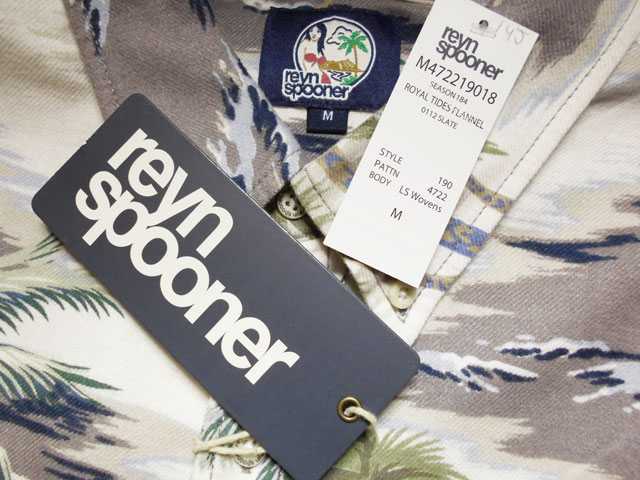 reyn
spooner
M
reyn
spooner
M472219018
SEASON 184
ROYAL TIDES FLANNEL
0112 SLATE
STYLE 190
PATTN 4722
BODY LS Wovens
M
reyn
spooner